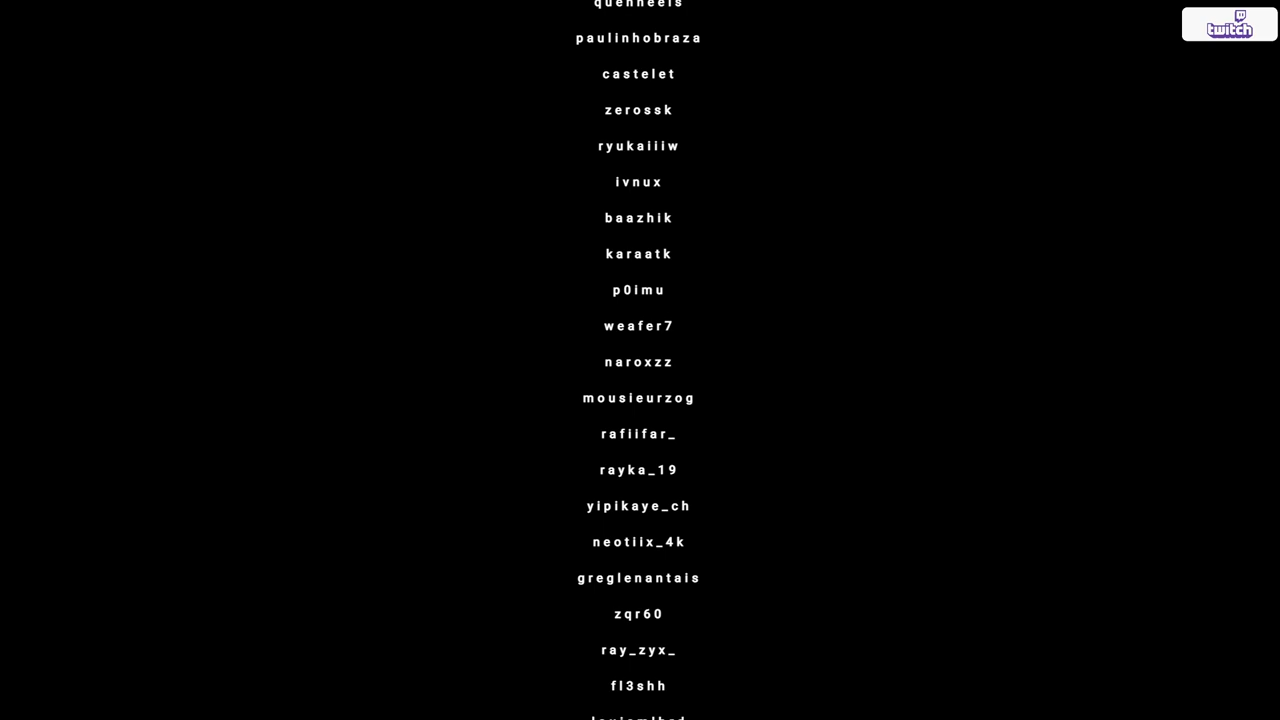 twitch
paulinhobraza
castelet
zerossk
ryukaiiiw
ivnux
baazhik
karaatk
p0imu
weafer7
naroxzz
mousieurzog
rafiifar_
rayka_19
yipikaye_ch
neotiix_4k
greglenantais
zqr60
ray_zyx_
fl3shh